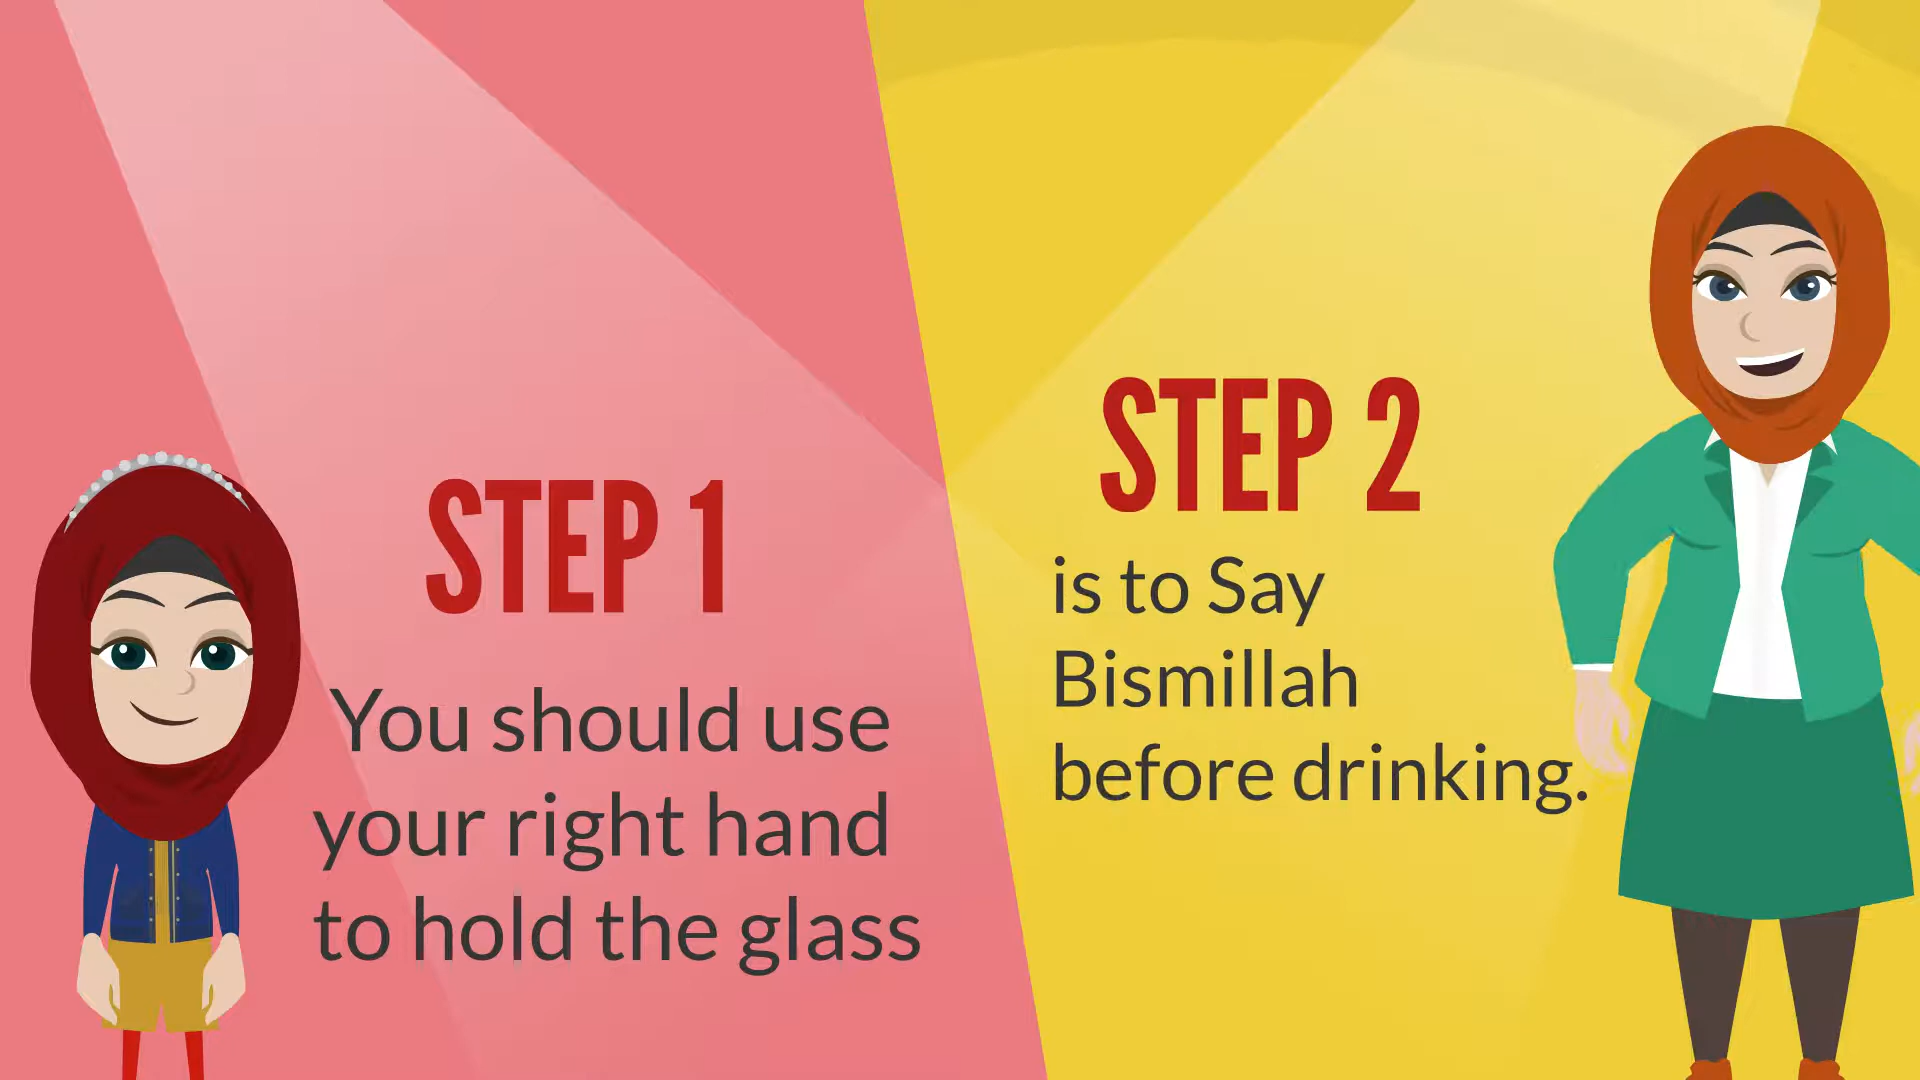 STEP 1
You should use
your right hand
to hold the glass
STEP 2
is to Say
Bismillah
before drinking.